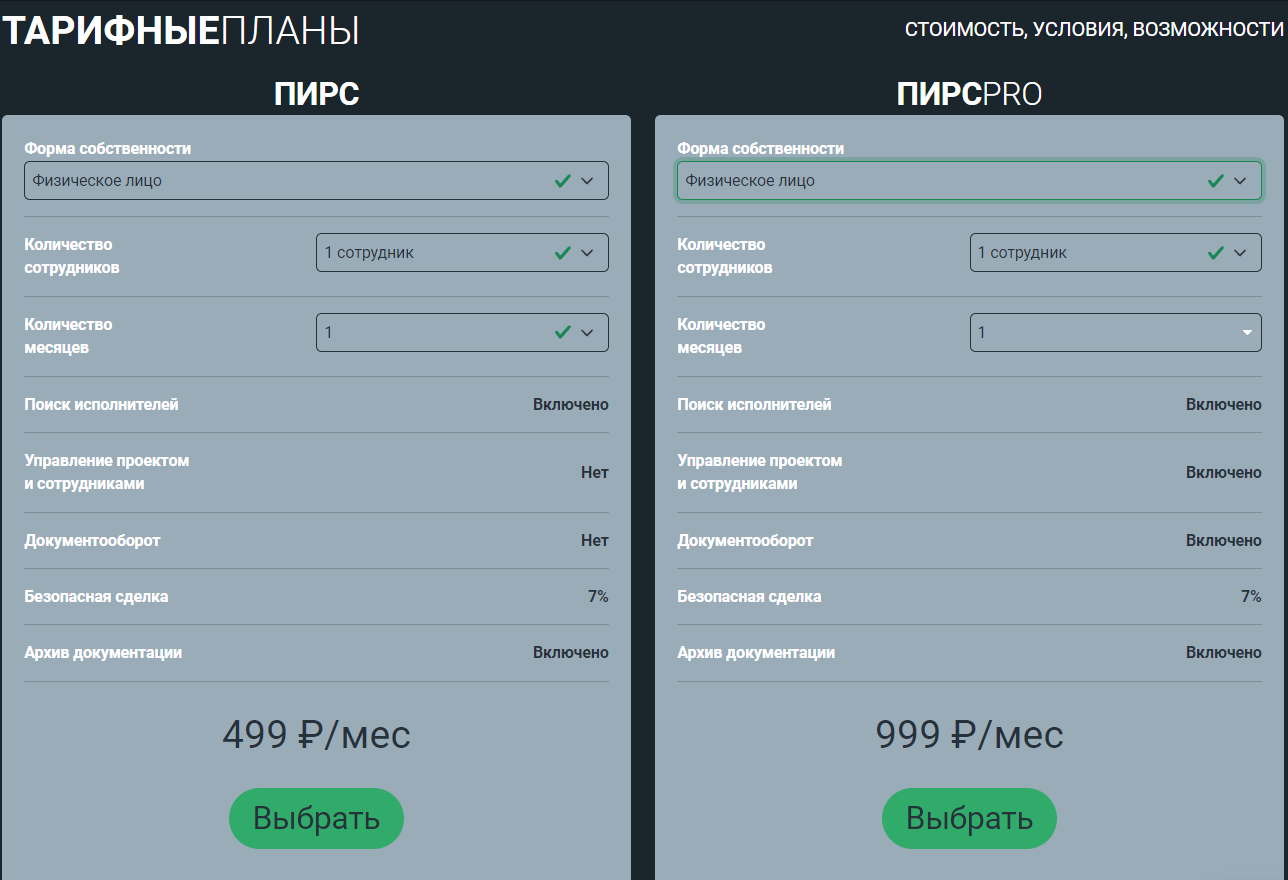 ТАРИФНЫЕПЛАНЫ
СТОИМОСТЬ, УСЛОВИЯ, ВОЗМОЖНОСТИ
ПИРС
Форма собственности
Физическое лицо
Количество
сотрудников
1 сотрудник
Количество
месяцев
1
Поиск исполнителей
Включено
Управление проектом
и сотрудниками
Нет
Документооборот
Нет
Безопасная сделка
7%
Архив документации
Включено
499 ₽/мес
Выбрать
ПИРСPRO
Форма собственности
Физическое лицо
Количество
сотрудников
1 сотрудник
Количество
месяцев
1
Поиск исполнителей
Включено
Управление проектом
и сотрудниками
Включено
Документооборот
Включено
Безопасная сделка
7%
Архив документации
Включено
999 ₽/мес
Выбрать